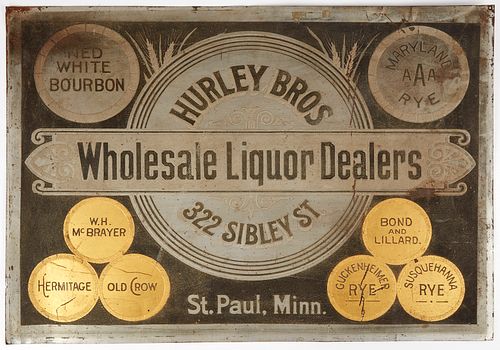 NED
WHITE
BOURBON
MARYLAND
AAA
RYE
HURLEY BROS
Wholesale Liquor Dealers
322 SIBLEY ST.
W.H.
McBRAYER
HERMITAGE
OLD CROW
BOND
AND
LILLARD.
GUCKENHEIMER
RYE
SUSQUEHANNA
RYE
St. Paul, Minn.